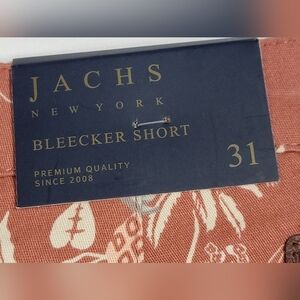 JACHS
NEW YORK
BLEECKER SHORT
PREMIUM QUALITY
SINCE 2008
31